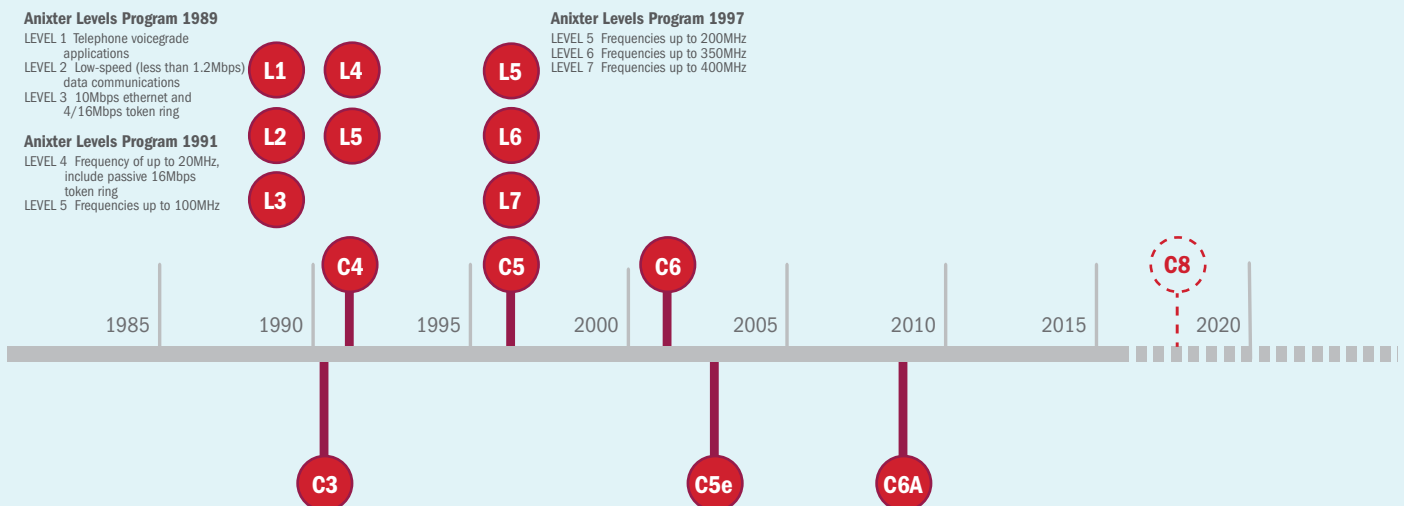 Anixter Levels Program 1989
LEVEL 1 Telephone voicegrade
applications
LEVEL 2 Low-speed (less than 1.2Mbps)
data communications
LEVEL 3 10Mbps ethernet and
4/16Mbps token ring
Anixter Levels Program 1991
LEVEL 4 Frequency of up to 20MHz,
include passive 16Mbps
token ring
LEVEL 5 Frequencies up to 100MHz
L1 L4
L2 L5
L3
L5
L6
L7
Anixter Levels Program 1997
LEVEL 5 Frequencies up to 200MHz
LEVEL 6 Frequencies up to 350MHz
LEVEL 7 Frequencies up to 400MHz
C4 C5 C6 C8
1985 1990 1995 2000 2005 2010 2015 2020
C3 C5e C6A